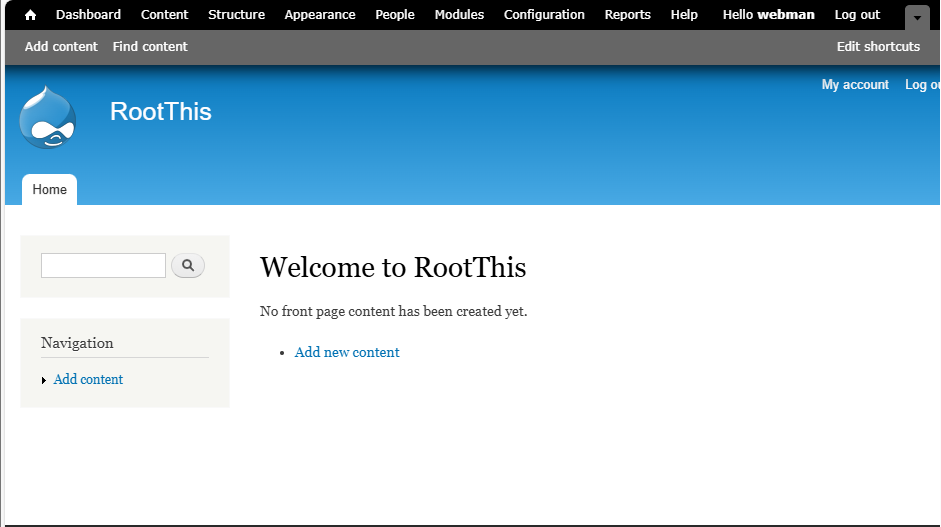 Dashboard Content Structure Appearance People Modules Configuration Reports Help Hello webman Log out
Add content Find content Edit shortcuts
My account Log ou
RootThis
Home
Welcome to RootThis
No front page content has been created yet.
Add new content
Navigation
Add content